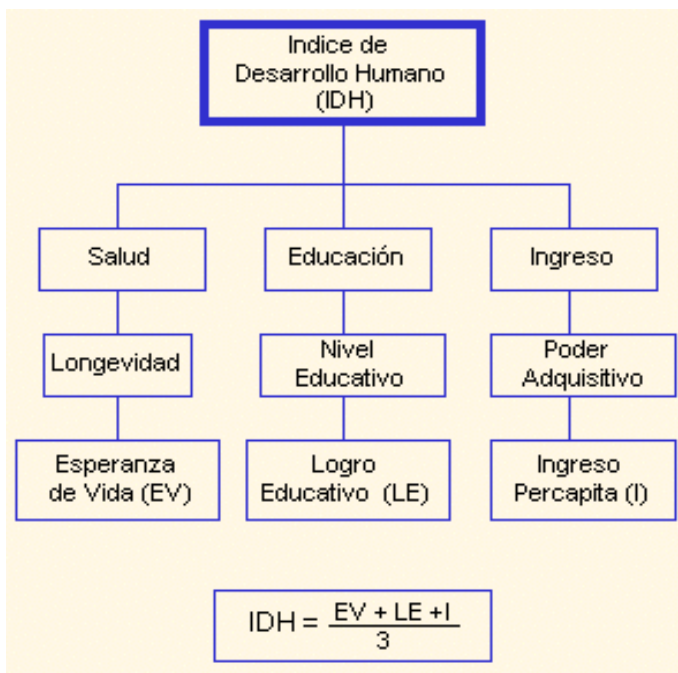 Indice de
Desarrollo Humano
(IDH)
Salud
Educación
Ingreso
Longevidad
Nivel
Educativo
Poder
Adquisitivo
Esperanza
de Vida (EV)
Logro
Educativo (LE)
Ingreso
Percapita (I)
IDH = EV + LE +I / 3